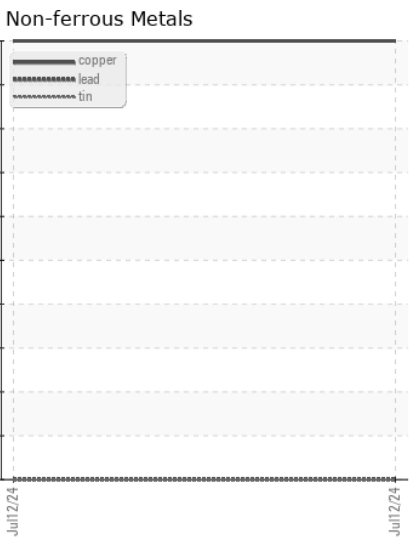 Non-ferrous Metals
copper
lead
tin
Jul12/24
Jul12/24